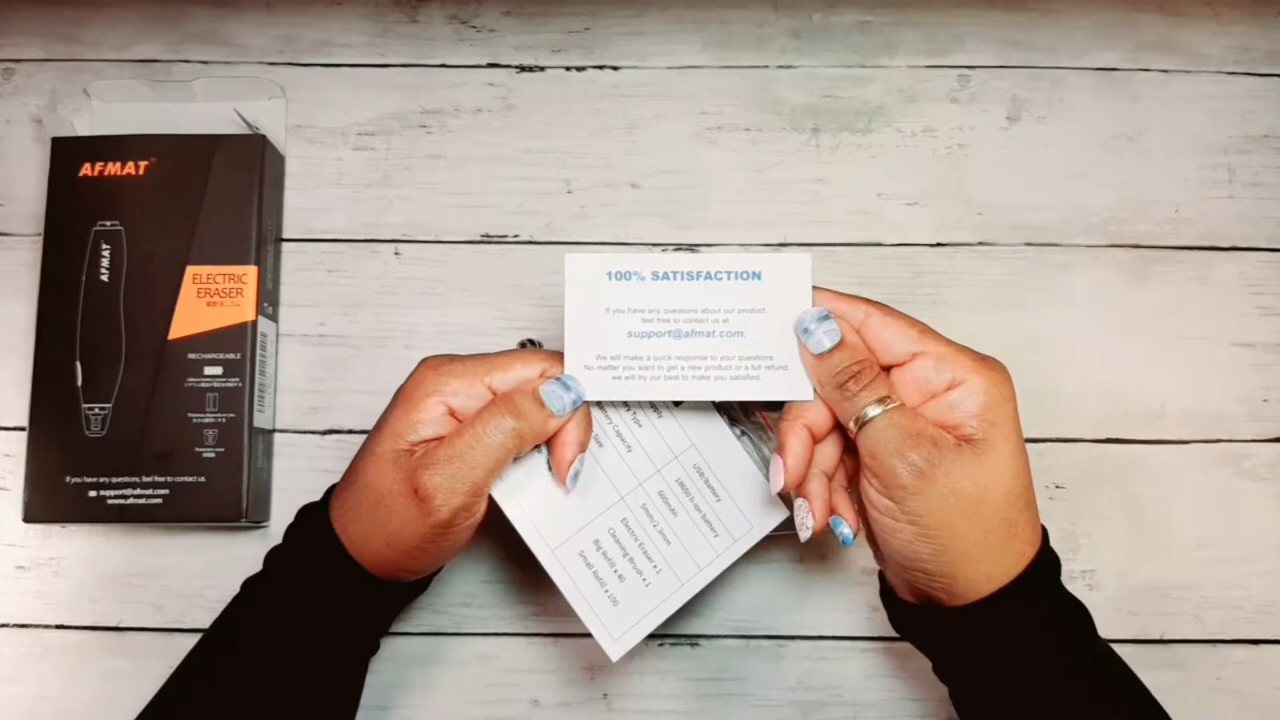 AFMAT
AFMAT
ELECTRIC
ERASER
RECHARGEABLE
If you have any questions, feel free to contact us.
support@afmat.com
www.afmat.com
100% SATISFACTION
If you have any questions about our product,
feel free to contact us at
support@afmat.com.
We will make a quick response to your questions.
No matter you want to get a new product or a full refund,
we will try our best to make you satisfied.
Battery Capacity
Size
USB/Battery
18650 li-ion battery
600mAh
5mm/2.3mm
Electric Eraser x 1
Cleaning Brush x 1
Big Refill x 40
Small Refill x 100